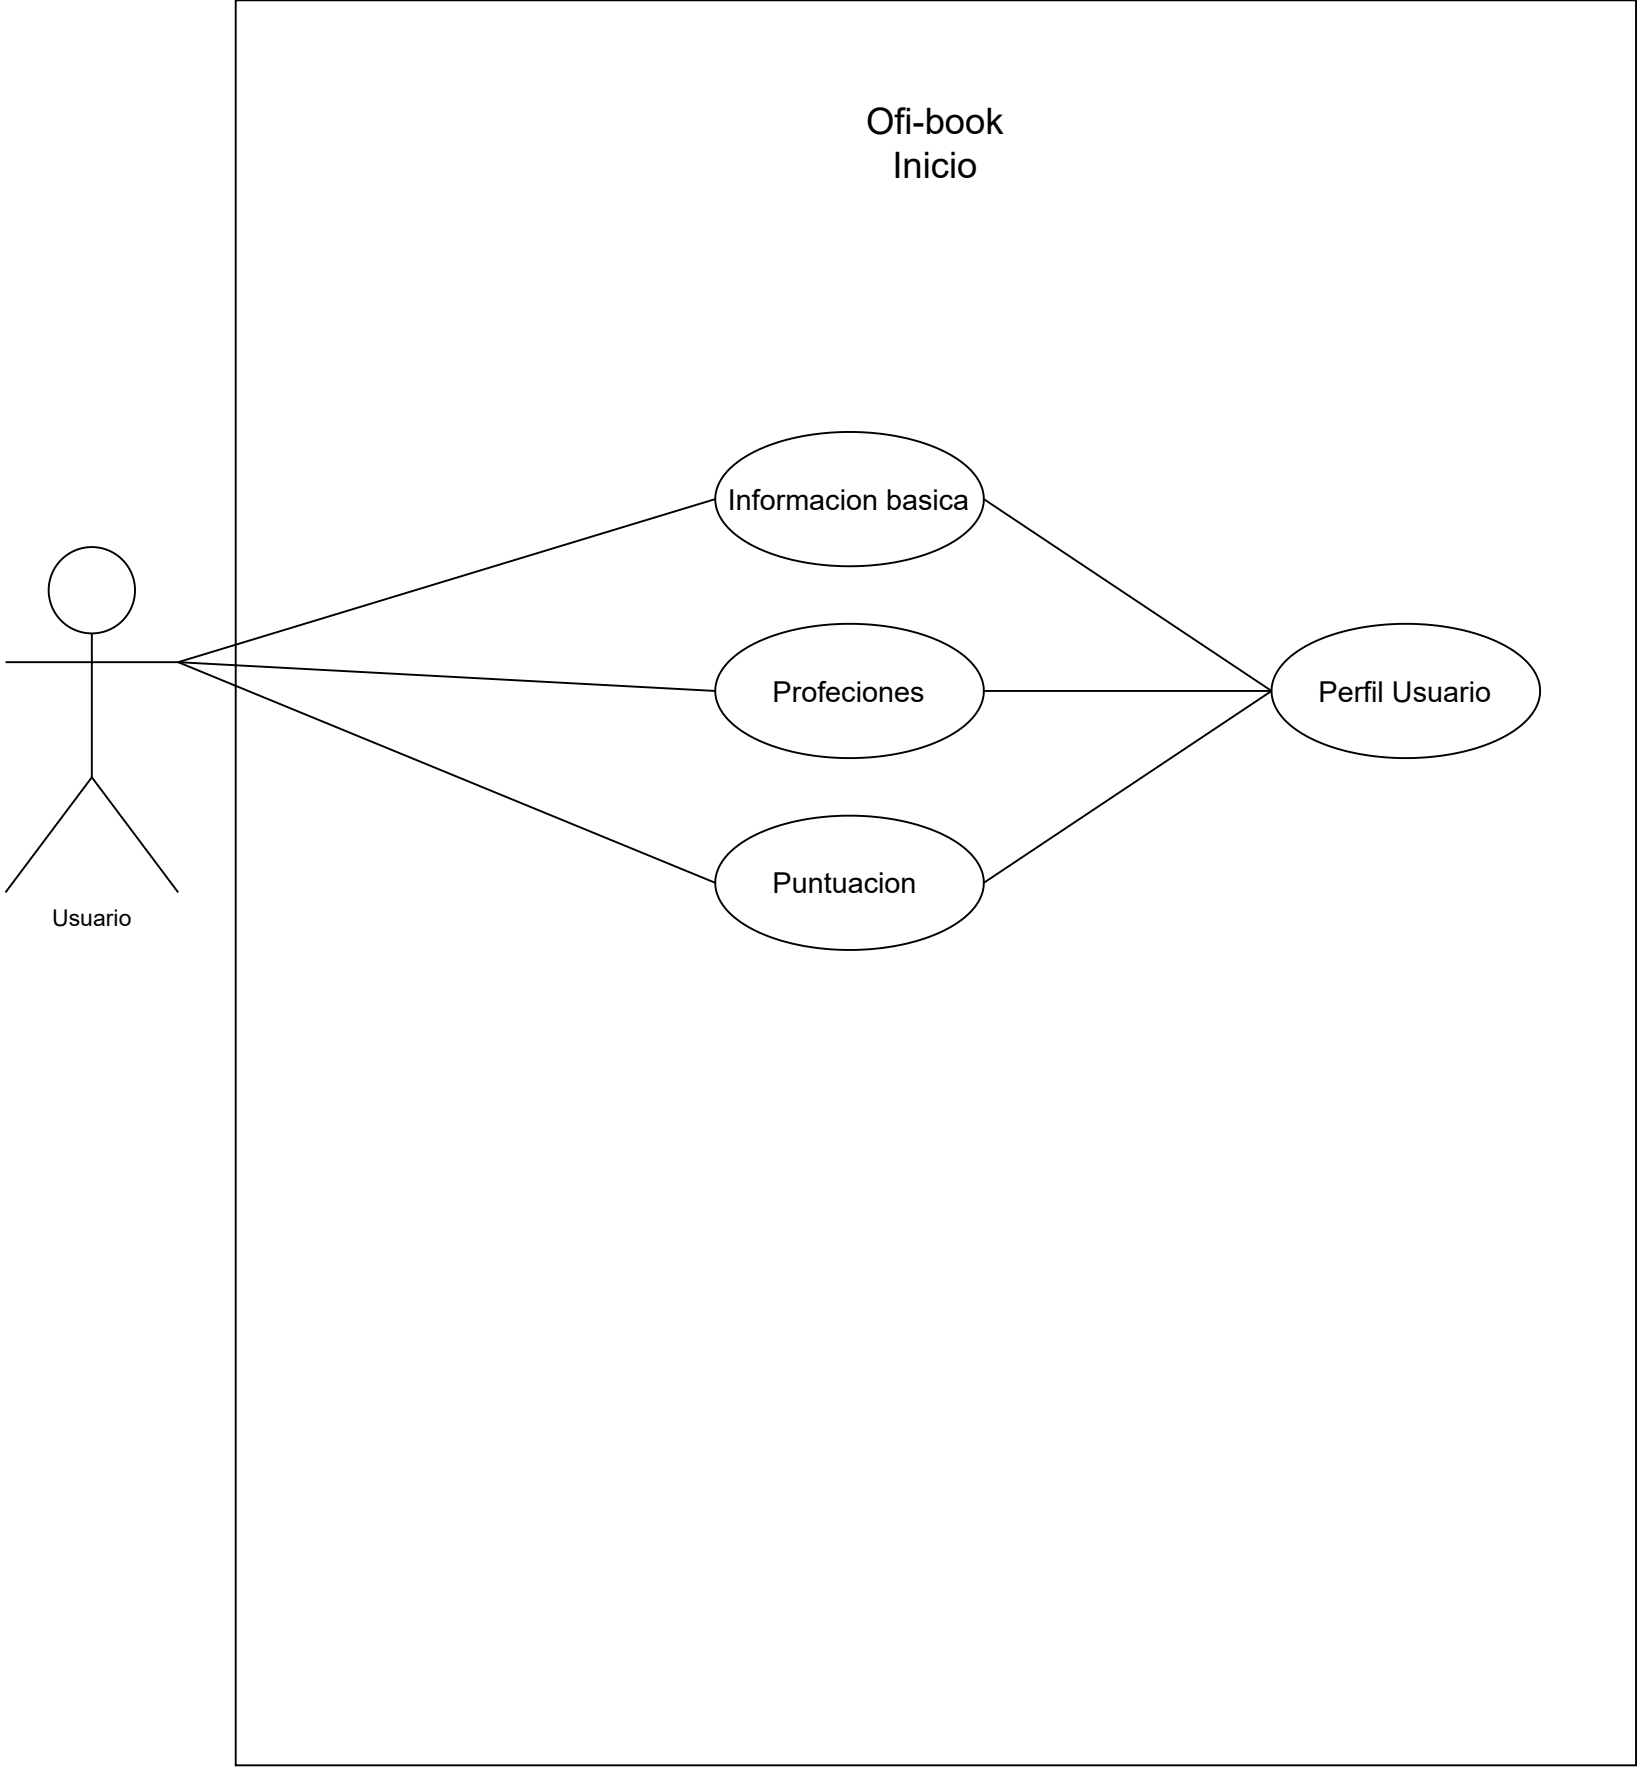 Ofi-book
Inicio
Informacion basica
Profeciones
Perfil Usuario
Puntuacion
Usuario